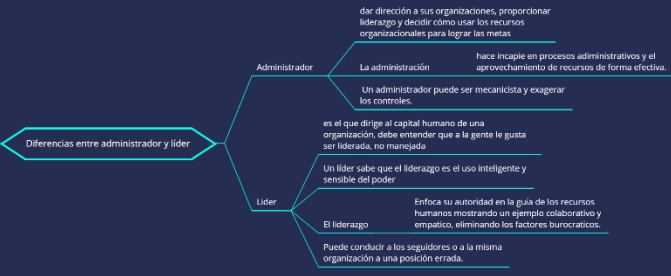 Diferencias entre administrador y líder
Administrador
dar dirección a sus organizaciones, proporcionar
liderazgo y decidir cómo usar los recursos
organizacionales para lograr las metas
La administración
hace incapie en procesos adiministrativos y el
aprovechamiento de recursos de forma efectiva.
Un administrador puede ser mecanicista y exagerar
los controles.
Lider
es el que dirige al capital humano de una
organización, debe entender que a la gente le gusta
ser liderada, no manejada
Un líder sabe que el liderazgo es el uso inteligente y
sensible del poder
El liderazgo
Enfoca su autoridad en la guía de los recursos
humanos mostrando un ejemplo colaborativo y
empatico, eliminando los factores burocraticos.
Puede conducir a los seguidores o a la misma
organización a una posición errada.